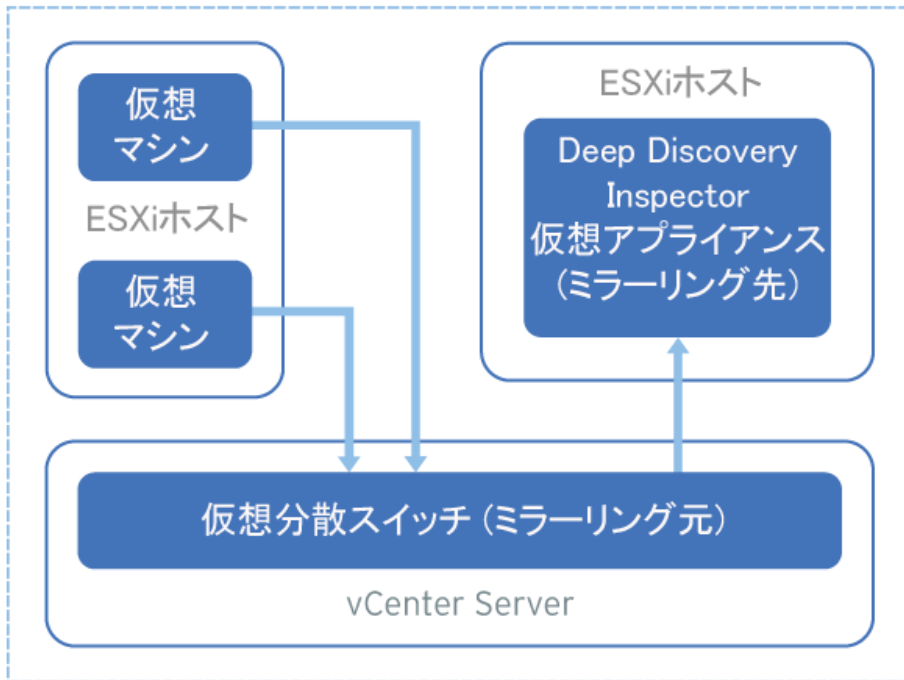 仮想
マシン
ESXiホスト
仮想
マシン
ESXiホスト
Deep Discovery
Inspector
仮想アプライアンス
(ミラーリング先)
仮想分散スイッチ (ミラーリング元)
vCenter Server